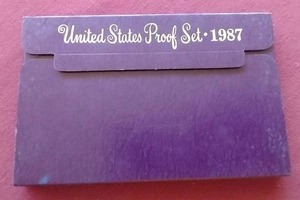 United States Proof Set • 1987